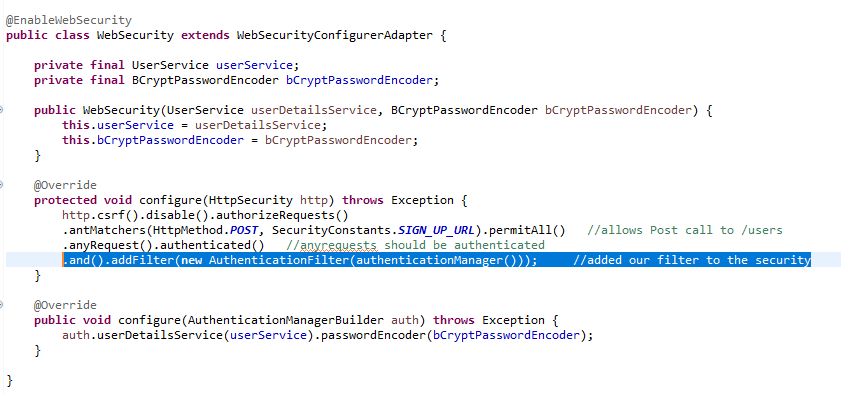 @EnableWebSecurity
public class WebSecurity extends WebSecurityConfigurerAdapter {
private final UserService userService;
private final BCryptPasswordEncoder bCryptPasswordEncoder;
public WebSecurity(UserService userDetailsService, BCryptPasswordEncoder bCryptPasswordEncoder) {
this.userService = userDetailsService;
this.bCryptPasswordEncoder = bCryptPasswordEncoder;
}
@Override
protected void configure(HttpSecurity http) throws Exception {
http.csrf().disable().authorizeRequests()
.antMatchers(HttpMethod.POST, SecurityConstants.SIGN_UP_URL).permitAll()   //allows Post call to /users
.anyRequest().authenticated()   //anyrequests should be authenticated
.and().addFilter(new AuthenticationFilter(authenticationManager()));     //added our filter to the security
}
@Override
public void configure(AuthenticationManagerBuilder auth) throws Exception {
auth.userDetailsService(userService).passwordEncoder(bCryptPasswordEncoder);
}
}